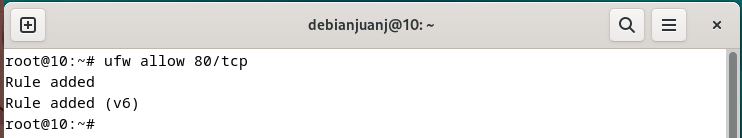 debianjuanj@10: ~
root@10:~# ufw allow 80/tcp
Rule added
Rule added (v6)
root@10:~#